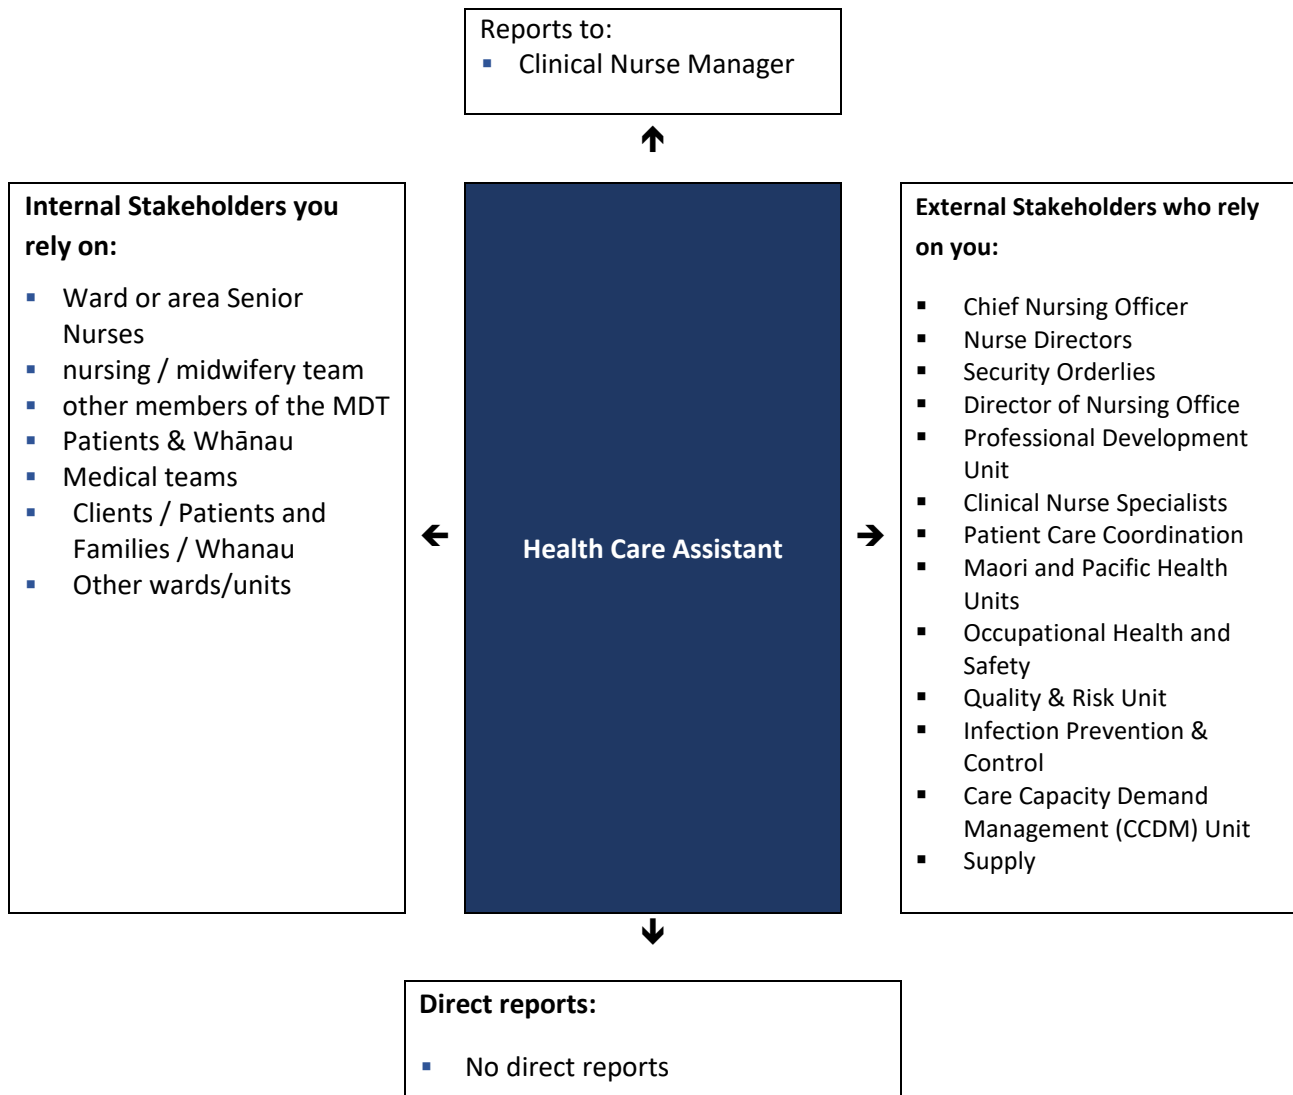 Reports to:
▪ Clinical Nurse Manager
Internal Stakeholders you
rely on:
▪ Ward or area Senior
Nurses
▪ nursing / midwifery team
▪ other members of the MDT
▪ Patients & Whānau
▪ Medical teams
▪ Clients / Patients and
Families / Whanau
▪ Other wards/units
Health Care Assistant
External Stakeholders who rely
on you:
▪ Chief Nursing Officer
▪ Nurse Directors
▪ Security Orderlies
▪ Director of Nursing Office
▪ Professional Development
Unit
▪ Clinical Nurse Specialists
▪ Patient Care Coordination
▪ Maori and Pacific Health
Units
▪ Occupational Health and
Safety
▪ Quality & Risk Unit
▪ Infection Prevention &
Control
▪ Care Capacity Demand
Management (CCDM) Unit
▪ Supply
Direct reports:
▪ No direct reports